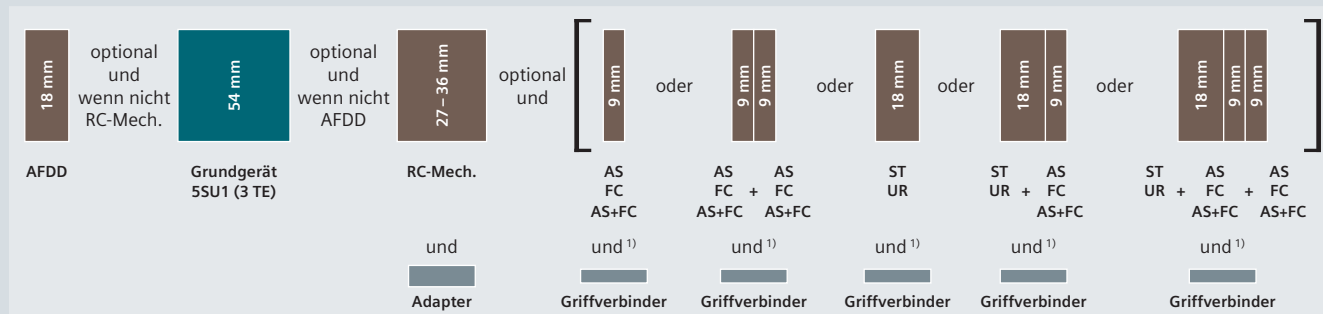 18 mm
optional
und
wenn nicht
RC-Mech.
54 mm
optional
und
wenn nicht
AFDD
27 – 36 mm
optional
und
9 mm
oder
9 mm
9 mm
oder
18 mm
oder
18 mm
9 mm
oder
18 mm
9 mm
9 mm
AFDD
Grundgerät
5SU1 (3 TE)
RC-Mech.
AS
FC
AS+FC
AS AS
FC + FC
AS+FC AS+FC
ST
UR
ST AS
UR + FC
AS+FC
ST AS AS
UR + FC + FC
AS+FC AS+FC
und
und 1)
und 1)
und 1)
und 1)
und 1)
Adapter
Griffverbinder
Griffverbinder
Griffverbinder
Griffverbinder
Griffverbinder